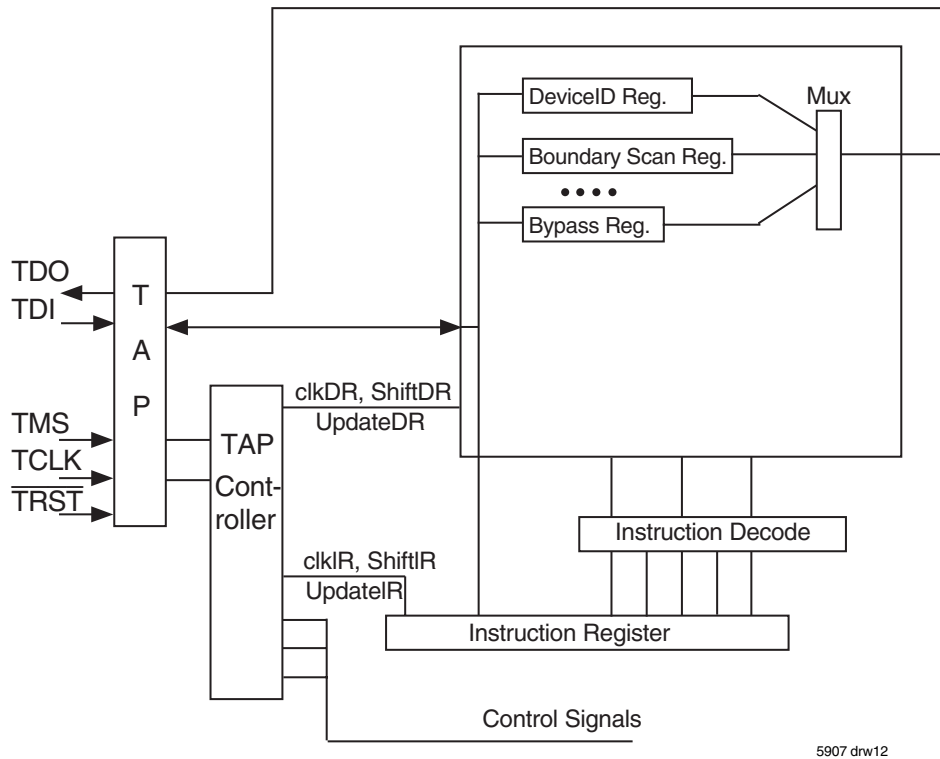 DeviceID Reg.
Mux
Boundary Scan Reg.
Bypass Reg.
TDO
TDI
T
A
P
TMS
TCLK
TRST
clkDR, ShiftDR
UpdateDR
TAP
Cont-
roller
Instruction Decode
clkIR, ShiftIR
UpdateIR
Instruction Register
Control Signals
5907 drw12